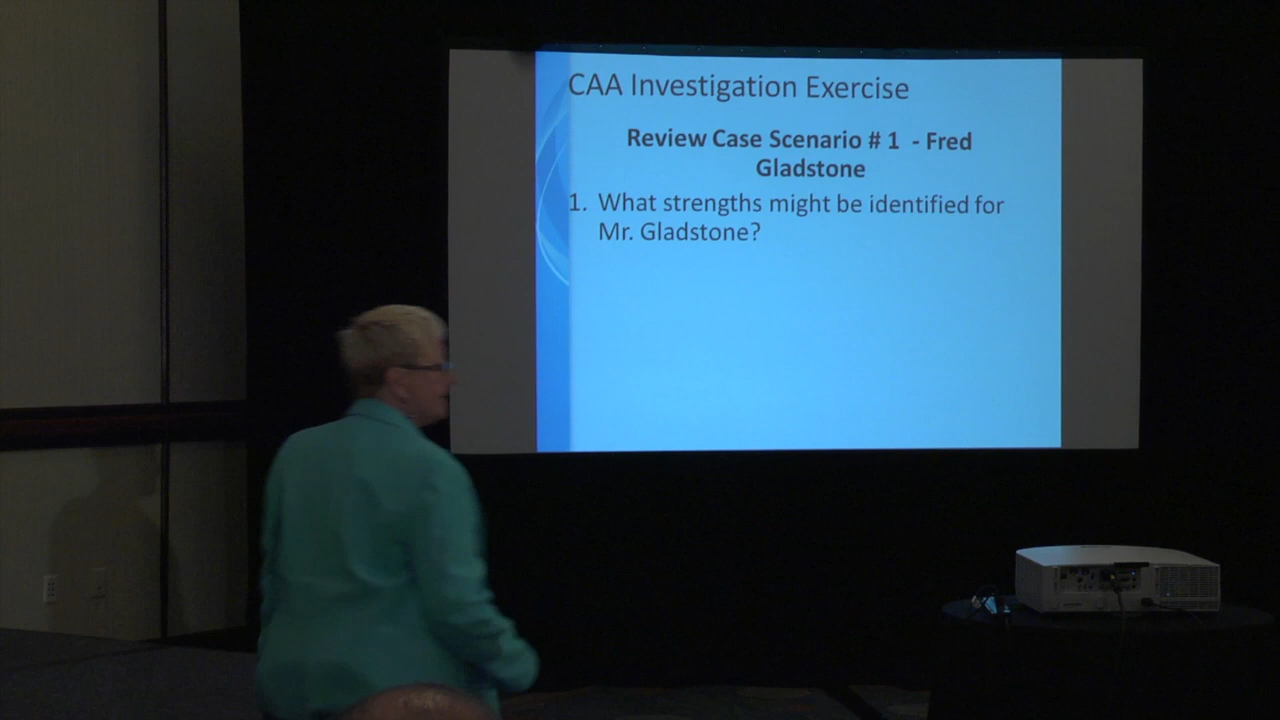 CAA Investigation Exercise
Review Case Scenario # 1 - Fred
Gladstone
1. What strengths might be identified for
Mr. Gladstone?